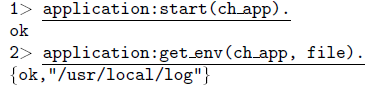 1> application:start(ch_app).
ok
2> application:get_env(ch_app, file).
{ok,"/usr/local/log"}